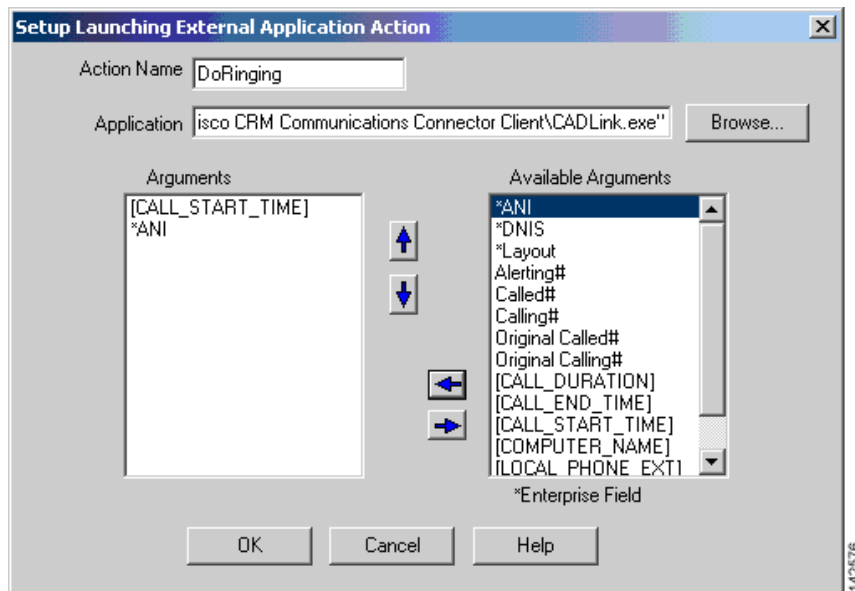 Setup Launching External Application Action
Action Name DoRinging
Application isco CRM Communications Connector Client\CADLink.exe" Browse...
Arguments
[CALL_START_TIME]
*ANI
Available Arguments
*ANI
*DNIS
*Layout
Alerting#
Called#
Calling#
Original Called#
Original Calling#
[CALL_DURATION]
[CALL_END_TIME]
[CALL_START_TIME]
[COMPUTER_NAME]
[LOCAL_PHONE_EXT]
*Enterprise Field
OK Cancel Help
142576